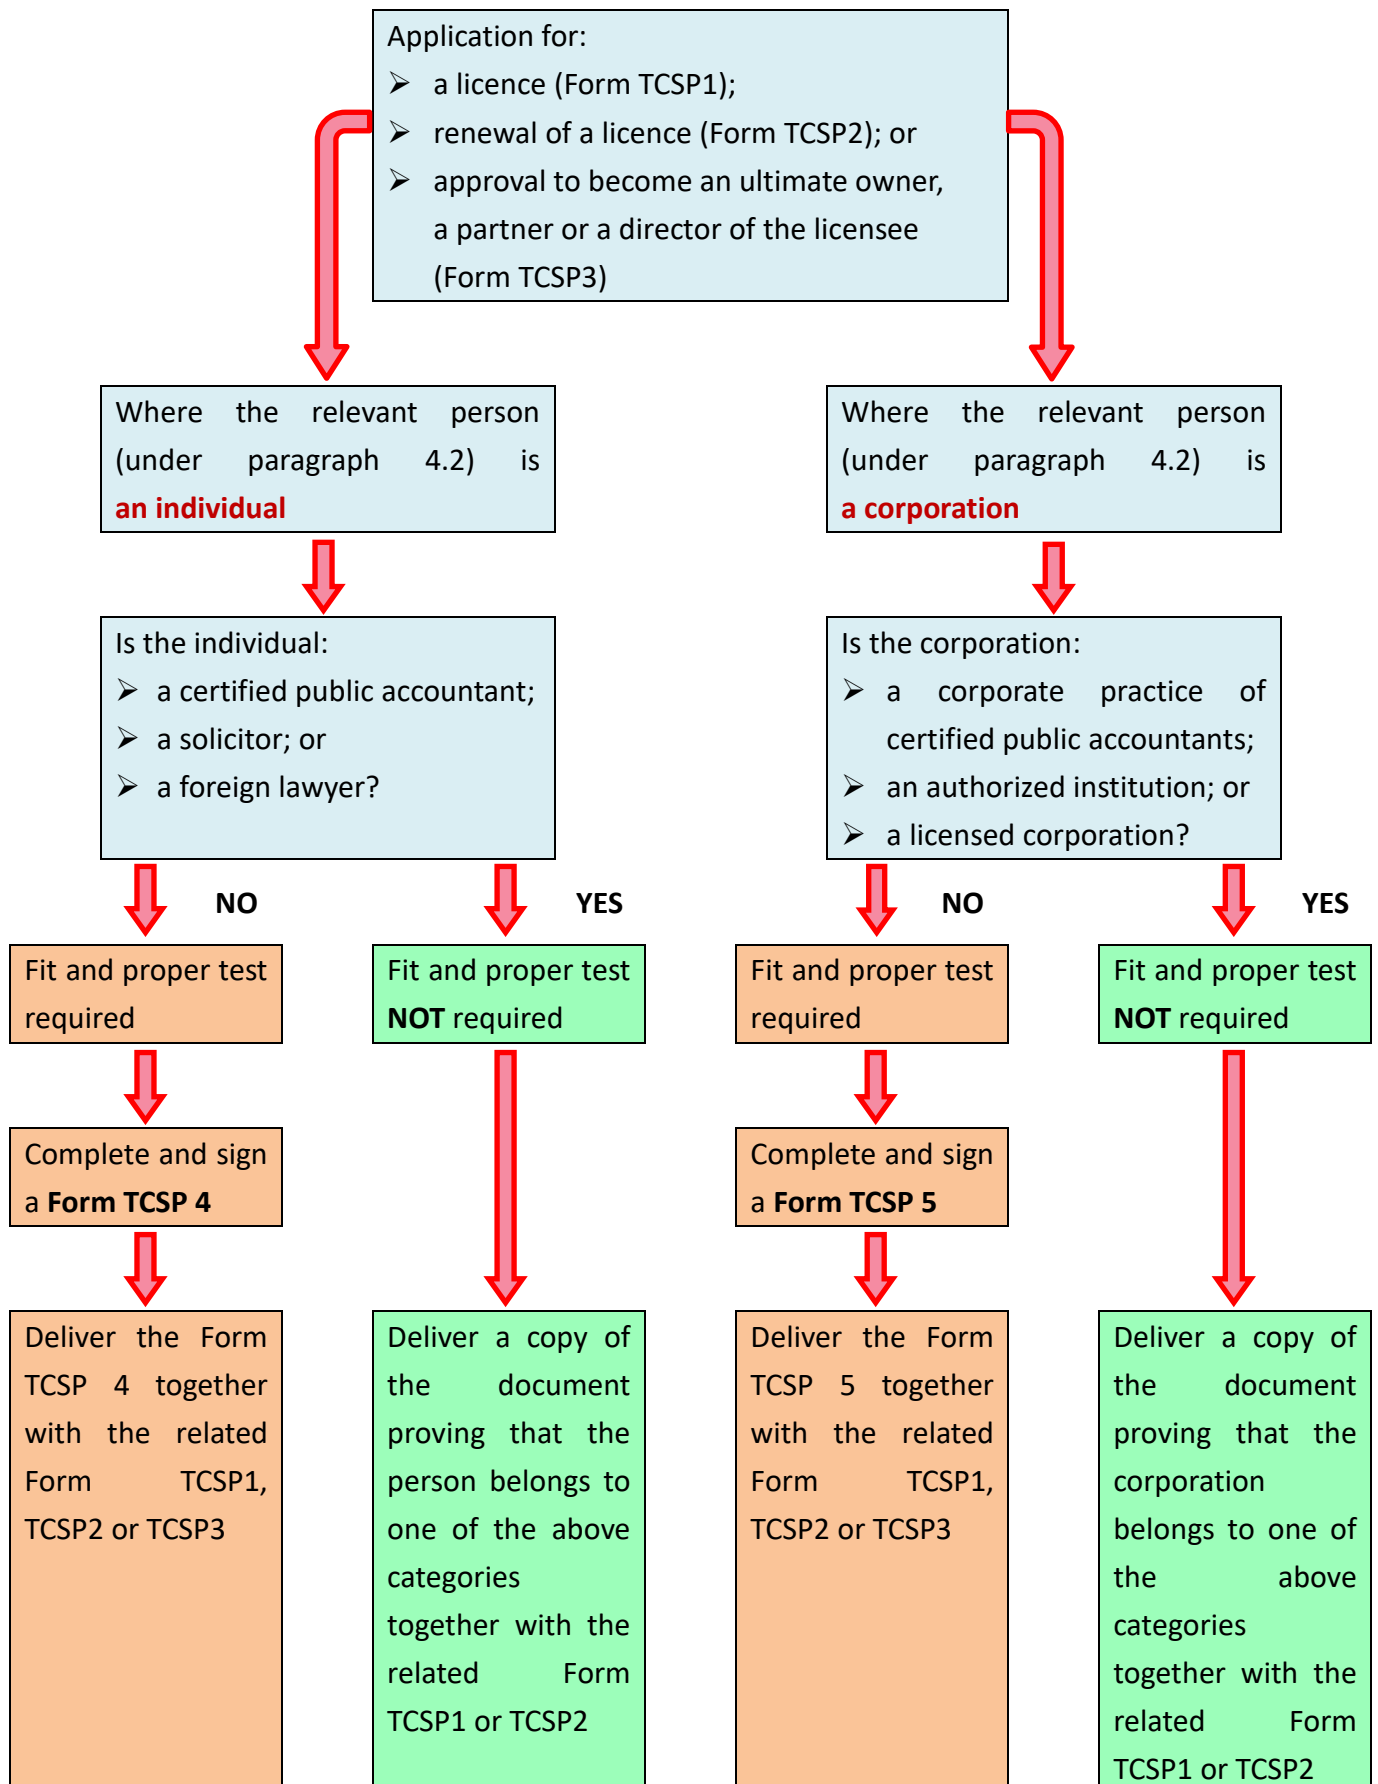 Application for:
➢ a licence (Form TCSP1);
➢ renewal of a licence (Form TCSP2); or
➢ approval to become an ultimate owner,
a partner or a director of the licensee
(Form TCSP3)
Where the relevant person
(under paragraph 4.2) is
an individual
Where the relevant person
(under paragraph 4.2) is
a corporation
Is the individual:
➢ a certified public accountant;
➢ a solicitor; or
➢ a foreign lawyer?
Is the corporation:
➢ a corporate practice of
certified public accountants;
➢ an authorized institution; or
➢ a licensed corporation?
NO
YES
NO
YES
Fit and proper test
required
Fit and proper test
NOT required
Fit and proper test
required
Fit and proper test
NOT required
Complete and sign
a Form TCSP 4
Complete and sign
a Form TCSP 5
Deliver the Form
TCSP 4 together
with the related
Form TCSP1,
TCSP2 or TCSP3
Deliver a copy of
the document
proving that the
person belongs to
one of the above
categories
together with the
related Form
TCSP1 or TCSP2
Deliver the Form
TCSP 5 together
with the related
Form TCSP1,
TCSP2 or TCSP3
Deliver a copy of
the document
proving that the
corporation
belongs to one of
the above
categories
together with the
related Form
TCSP1 or TCSP2